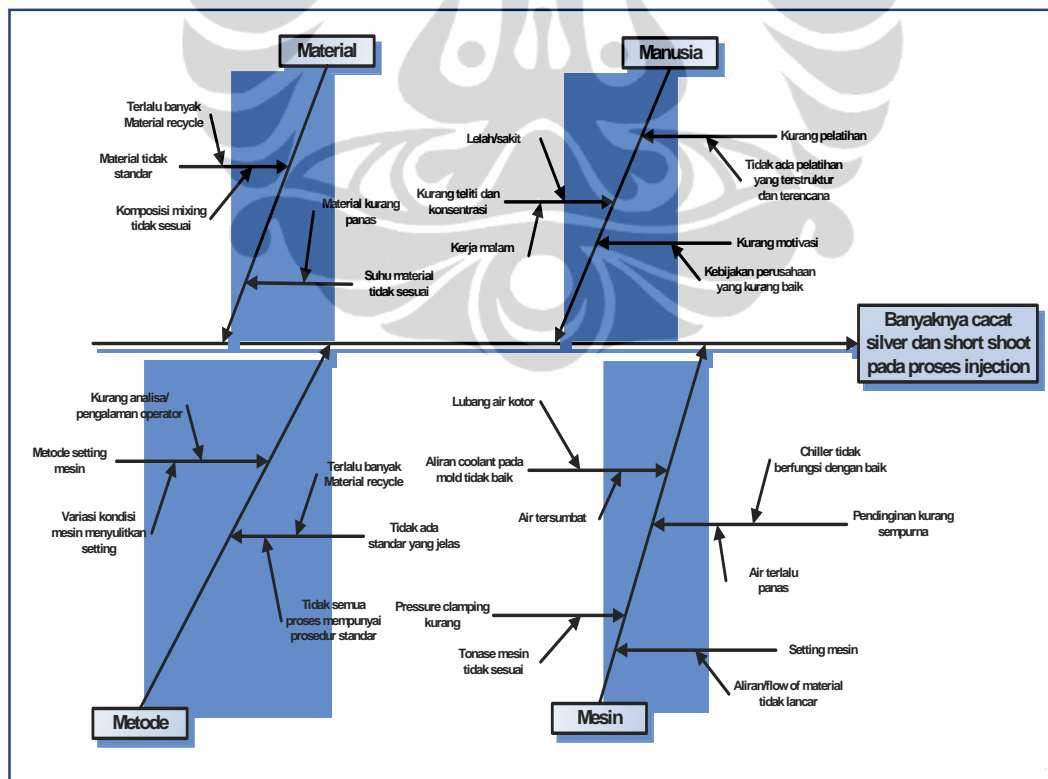 Material
Manusia
Terlalu banyak
Material recycle
Material tidak
standar
Komposisi mixing
tidak sesuai
Material kurang
panas
Suhu material
tidak sesuai
Lelah/sakit
Kurang teliti dan
konsentrasi
Kerja malam
Kurang pelatihan
Tidak ada pelatihan
yang terstruktur
dan terencana
Kurang motivasi
Kebijakan perusahaan
yang kurang baik
Banyaknya cacat
silver dan short shoot
pada proses injection
Kurang analisa/
pengalaman operator
Metode setting
mesin
Variasi kondisi
mesin menyulitkan
setting
Terlalu banyak
Material recycle
Tidak ada
standar yang jelas
Tidak semua
proses mempunyai
prosedur standar
Lubang air kotor
Aliran coolant pada
mold tidak baik
Air tersumbat
Chiller tidak
berfungsi dengan baik
Pendinginan kurang
sempurna
Air terlalu
panas
Pressure clamping
kurang
Tonase mesin
tidak sesuai
Setting mesin
Aliran/flow of material
tidak lancar
Metode
Mesin